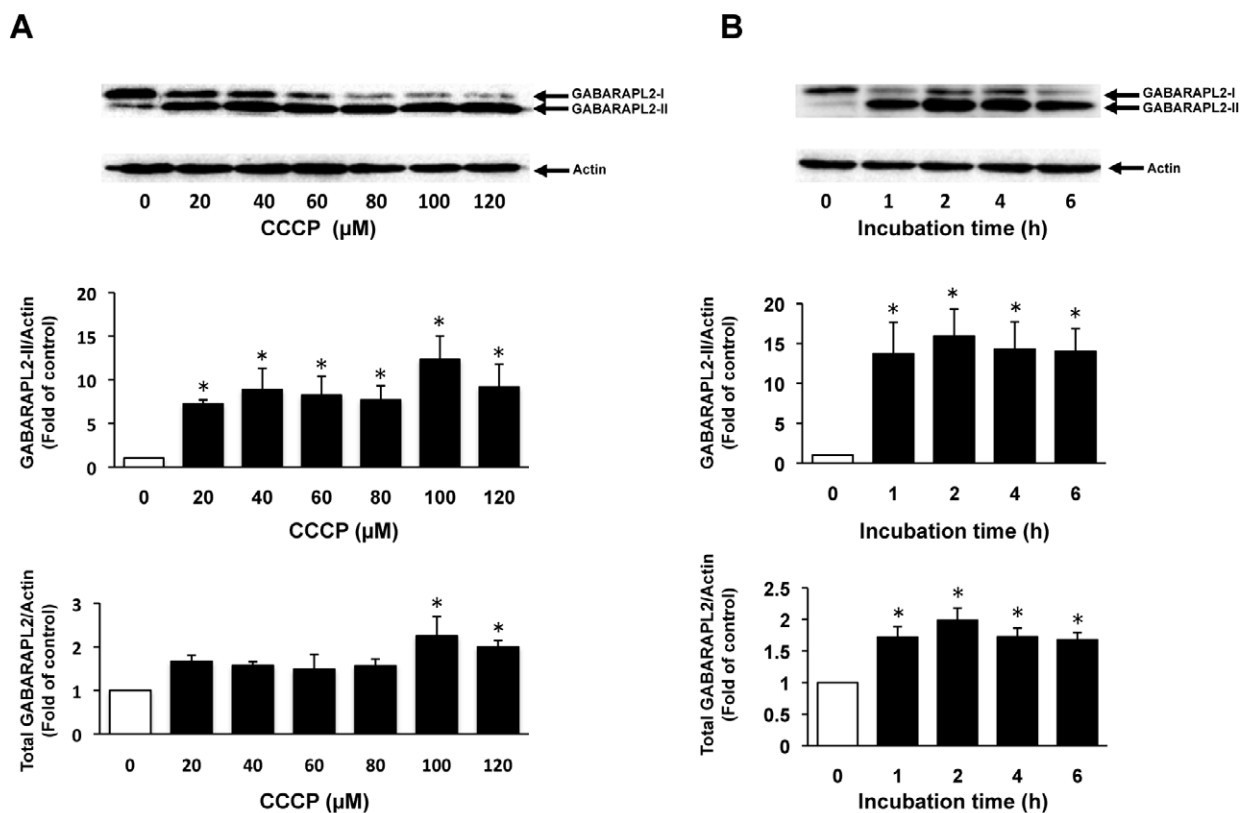 A
GABARAPL2-I
GABARAPL2-II
Actin
0 20 40 60 80 100 120
CCCP (μM)
GABARAPL2-II/Actin
(Fold of control)
20
15
10
5
0
* * * * * *
0 20 40 60 80 100 120
CCCP (μM)
Total GABARAPL2/Actin
(Fold of control)
3
2
1
0
* *
0 20 40 60 80 100 120
CCCP (μM)
B
GABARAPL2-I
GABARAPL2-II
Actin
0 1 2 4 6
Incubation time (h)
GABARAPL2-II/Actin
(Fold of control)
20
15
10
5
0
* * * *
0 1 2 4 6
Incubation time (h)
Total GABARAPL2/Actin
(Fold of control)
2.5
2
1.5
1
0.5
0
* * * *
0 1 2 4 6
Incubation time (h)